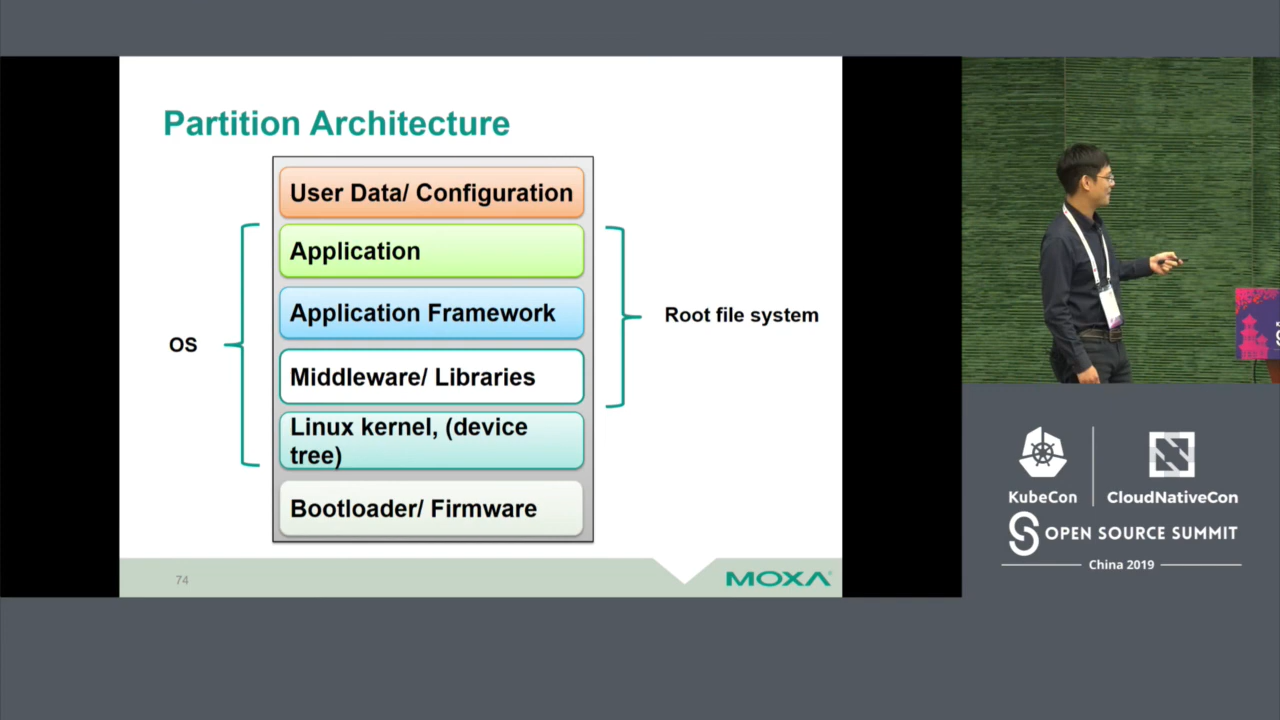 Partition Architecture
User Data/ Configuration
Application
Application Framework
Middleware/ Libraries
Linux kernel, (device
tree)
Bootloader/ Firmware
OS
Root file system
74
MOXA
KubeCon
CloudNativeCon
OPEN SOURCE SUMMIT
China 2019